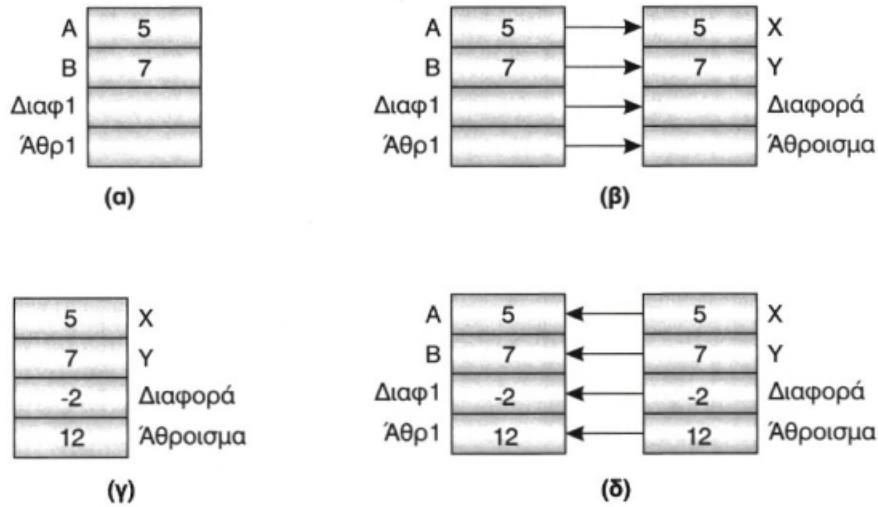 A 5
B 7
Διαφ1
Άθρ1
(α)
A 5 5 X
B 7 7 Y
Διαφ1 Διαφορά
Άθρ1 Άθροισμα
(β)
5 X
7 Y
-2 Διαφορά
12 Άθροισμα
(γ)
A 5 5 X
B 7 7 Y
Διαφ1 -2 -2 Διαφορά
Άθρ1 12 12 Άθροισμα
(δ)